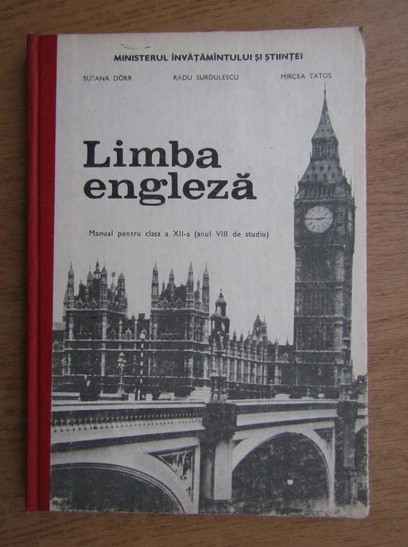 MINISTERUL ÎNVĂȚĂMÎNTULUI ȘI ȘTIINȚEI
SUSANA DÖRR RADU SURDULESCU MIRCEA TATOS
Limba
engleză
Manual pentru clasa a XII-a (anul VIII de studiu)